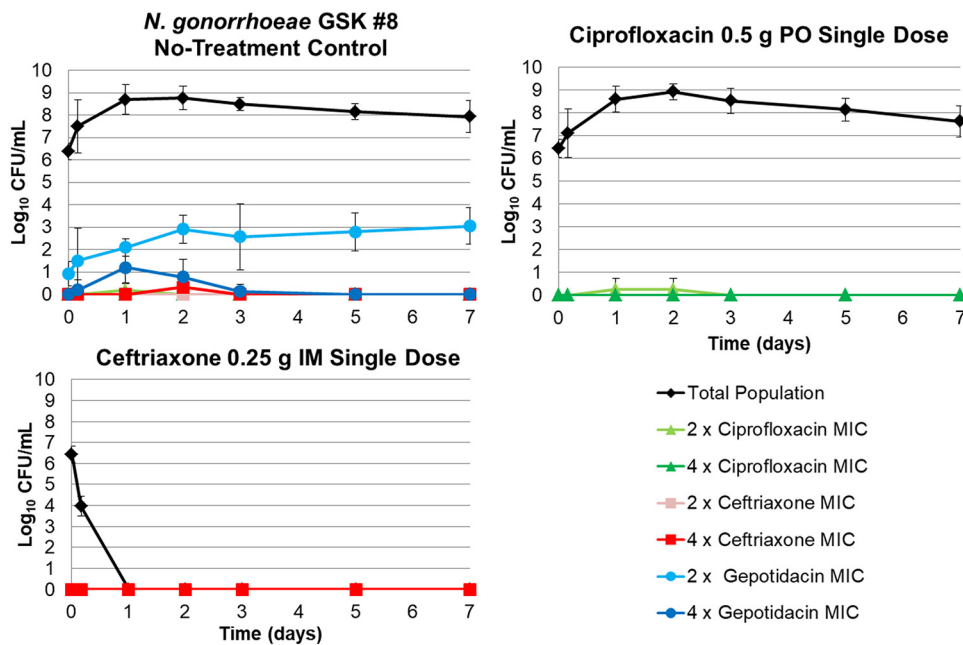 N. gonorrhoeae GSK #8
No-Treatment Control
10
9
8
7
6
5
4
3
2
1
0
Log10 CFU/mL
0 1 2 3 4 5 6 7
Ciprofloxacin 0.5 g PO Single Dose
10
9
8
7
6
5
4
3
2
1
0
Log10 CFU/mL
0 1 2 3 4 5 6 7
Time (days)
Ceftriaxone 0.25 g IM Single Dose
10
9
8
7
6
5
4
3
2
1
0
Log10 CFU/mL
0 1 2 3 4 5 6 7
Time (days)
Total Population
2 x Ciprofloxacin MIC
4 x Ciprofloxacin MIC
2 x Ceftriaxone MIC
4 x Ceftriaxone MIC
2 x Gepotidacin MIC
4 x Gepotidacin MIC